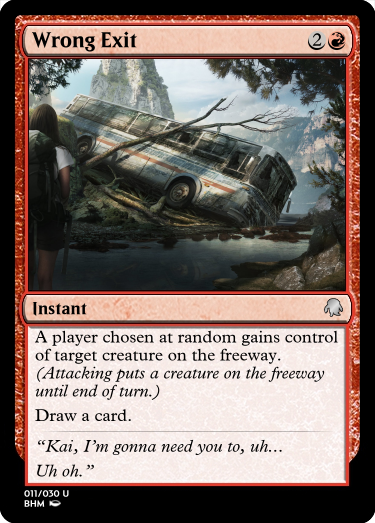 Wrong Exit 2
Instant
A player chosen at random gains control
of target creature on the freeway.
(Attacking puts a creature on the freeway
until end of turn.)
Draw a card.
“Kai, I’m gonna need you to, uh…
Uh oh.”
011/030 U
BHM